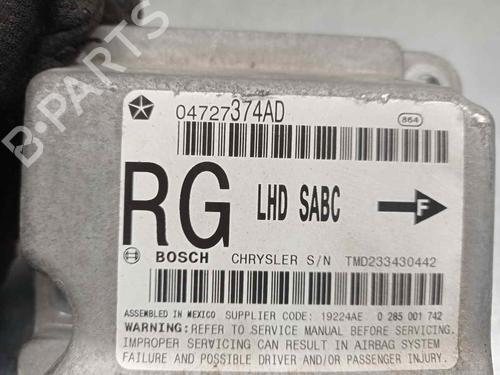 04727374AD
864
RG LHD SABC F
BOSCH CHRYSLER S/N TMD233430442
ASSEMBLED IN MEXICO SUPPLIER CODE: 19224AE 0 285 001 742
WARNING: REFER TO SERVICE MANUAL BEFORE SERVICING.
IMPROPER SERVICING CAN RESULT IN AIRBAG SYSTEM
FAILURE AND POSSIBLE DRIVER AND/OR PASSENGER INJURY.
B-PARTS